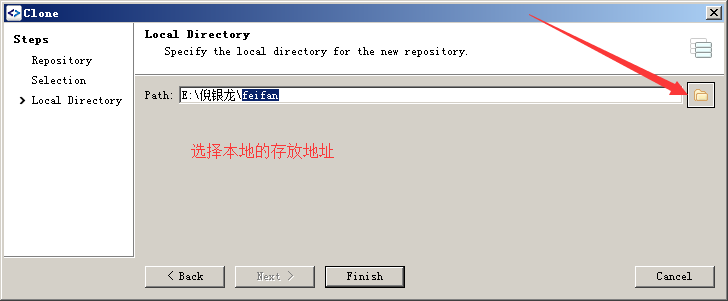 Clone
Steps
Repository
Selection
Local Directory
Local Directory
Specify the local directory for the new repository.
Path: E:\倪银龙\feifan
选择本地的存放地址
< Back
Next >
Finish
Cancel